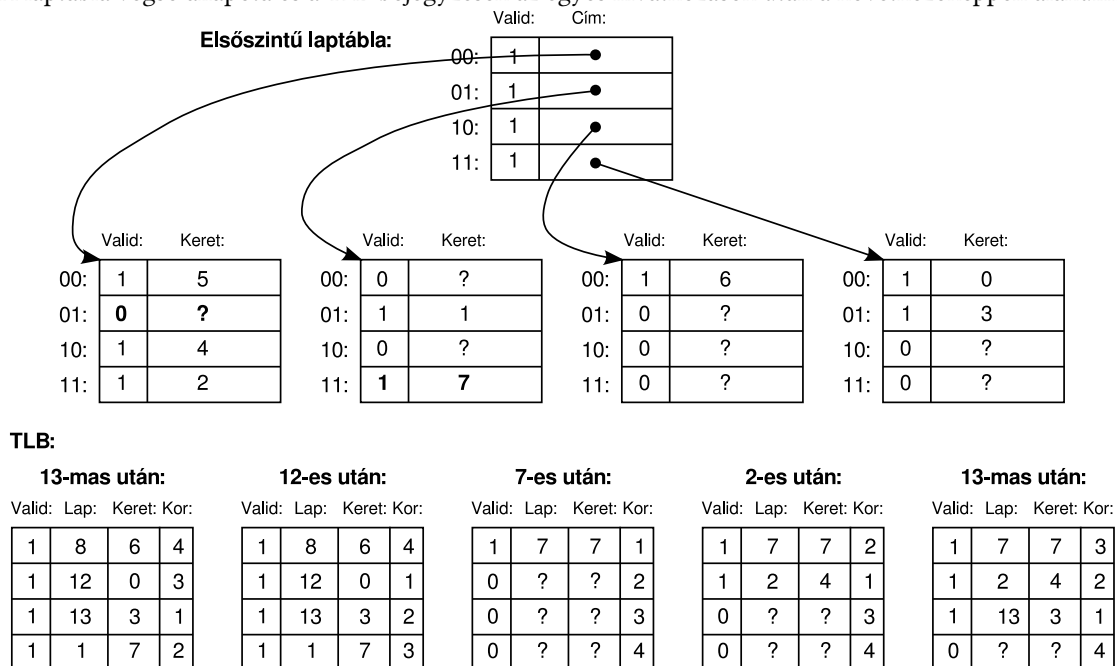 Valid: Cím:
Elsőszintű laptábla:
00: 1
01: 1
10: 1
11: 1
Valid: Keret: Valid: Keret: Valid: Keret: Valid: Keret:
00: 1 5 00: 0 ? 00: 1 6 00: 1 0
01: 0 ? 01: 1 1 01: 0 ? 01: 1 3
10: 1 4 10: 0 ? 10: 0 ? 10: 0 ?
11: 1 2 11: 1 7 11: 0 ? 11: 0 ?
TLB:
13-mas után: 12-es után: 7-es után: 2-es után: 13-mas után:
Valid: Lap: Keret: Kor: Valid: Lap: Keret: Kor: Valid: Lap: Keret: Kor: Valid: Lap: Keret: Kor: Valid: Lap: Keret: Kor:
1 8 6 4 1 8 6 4 1 7 7 1 1 7 7 2 1 7 7 3
1 12 0 3 1 12 0 1 0 ? ? 2 1 2 4 1 1 2 4 2
1 13 3 1 1 13 3 2 0 ? ? 3 0 ? ? 3 1 13 3 1
1 1 7 2 1 1 7 3 0 ? ? 4 0 ? ? 4 0 ? ? 4